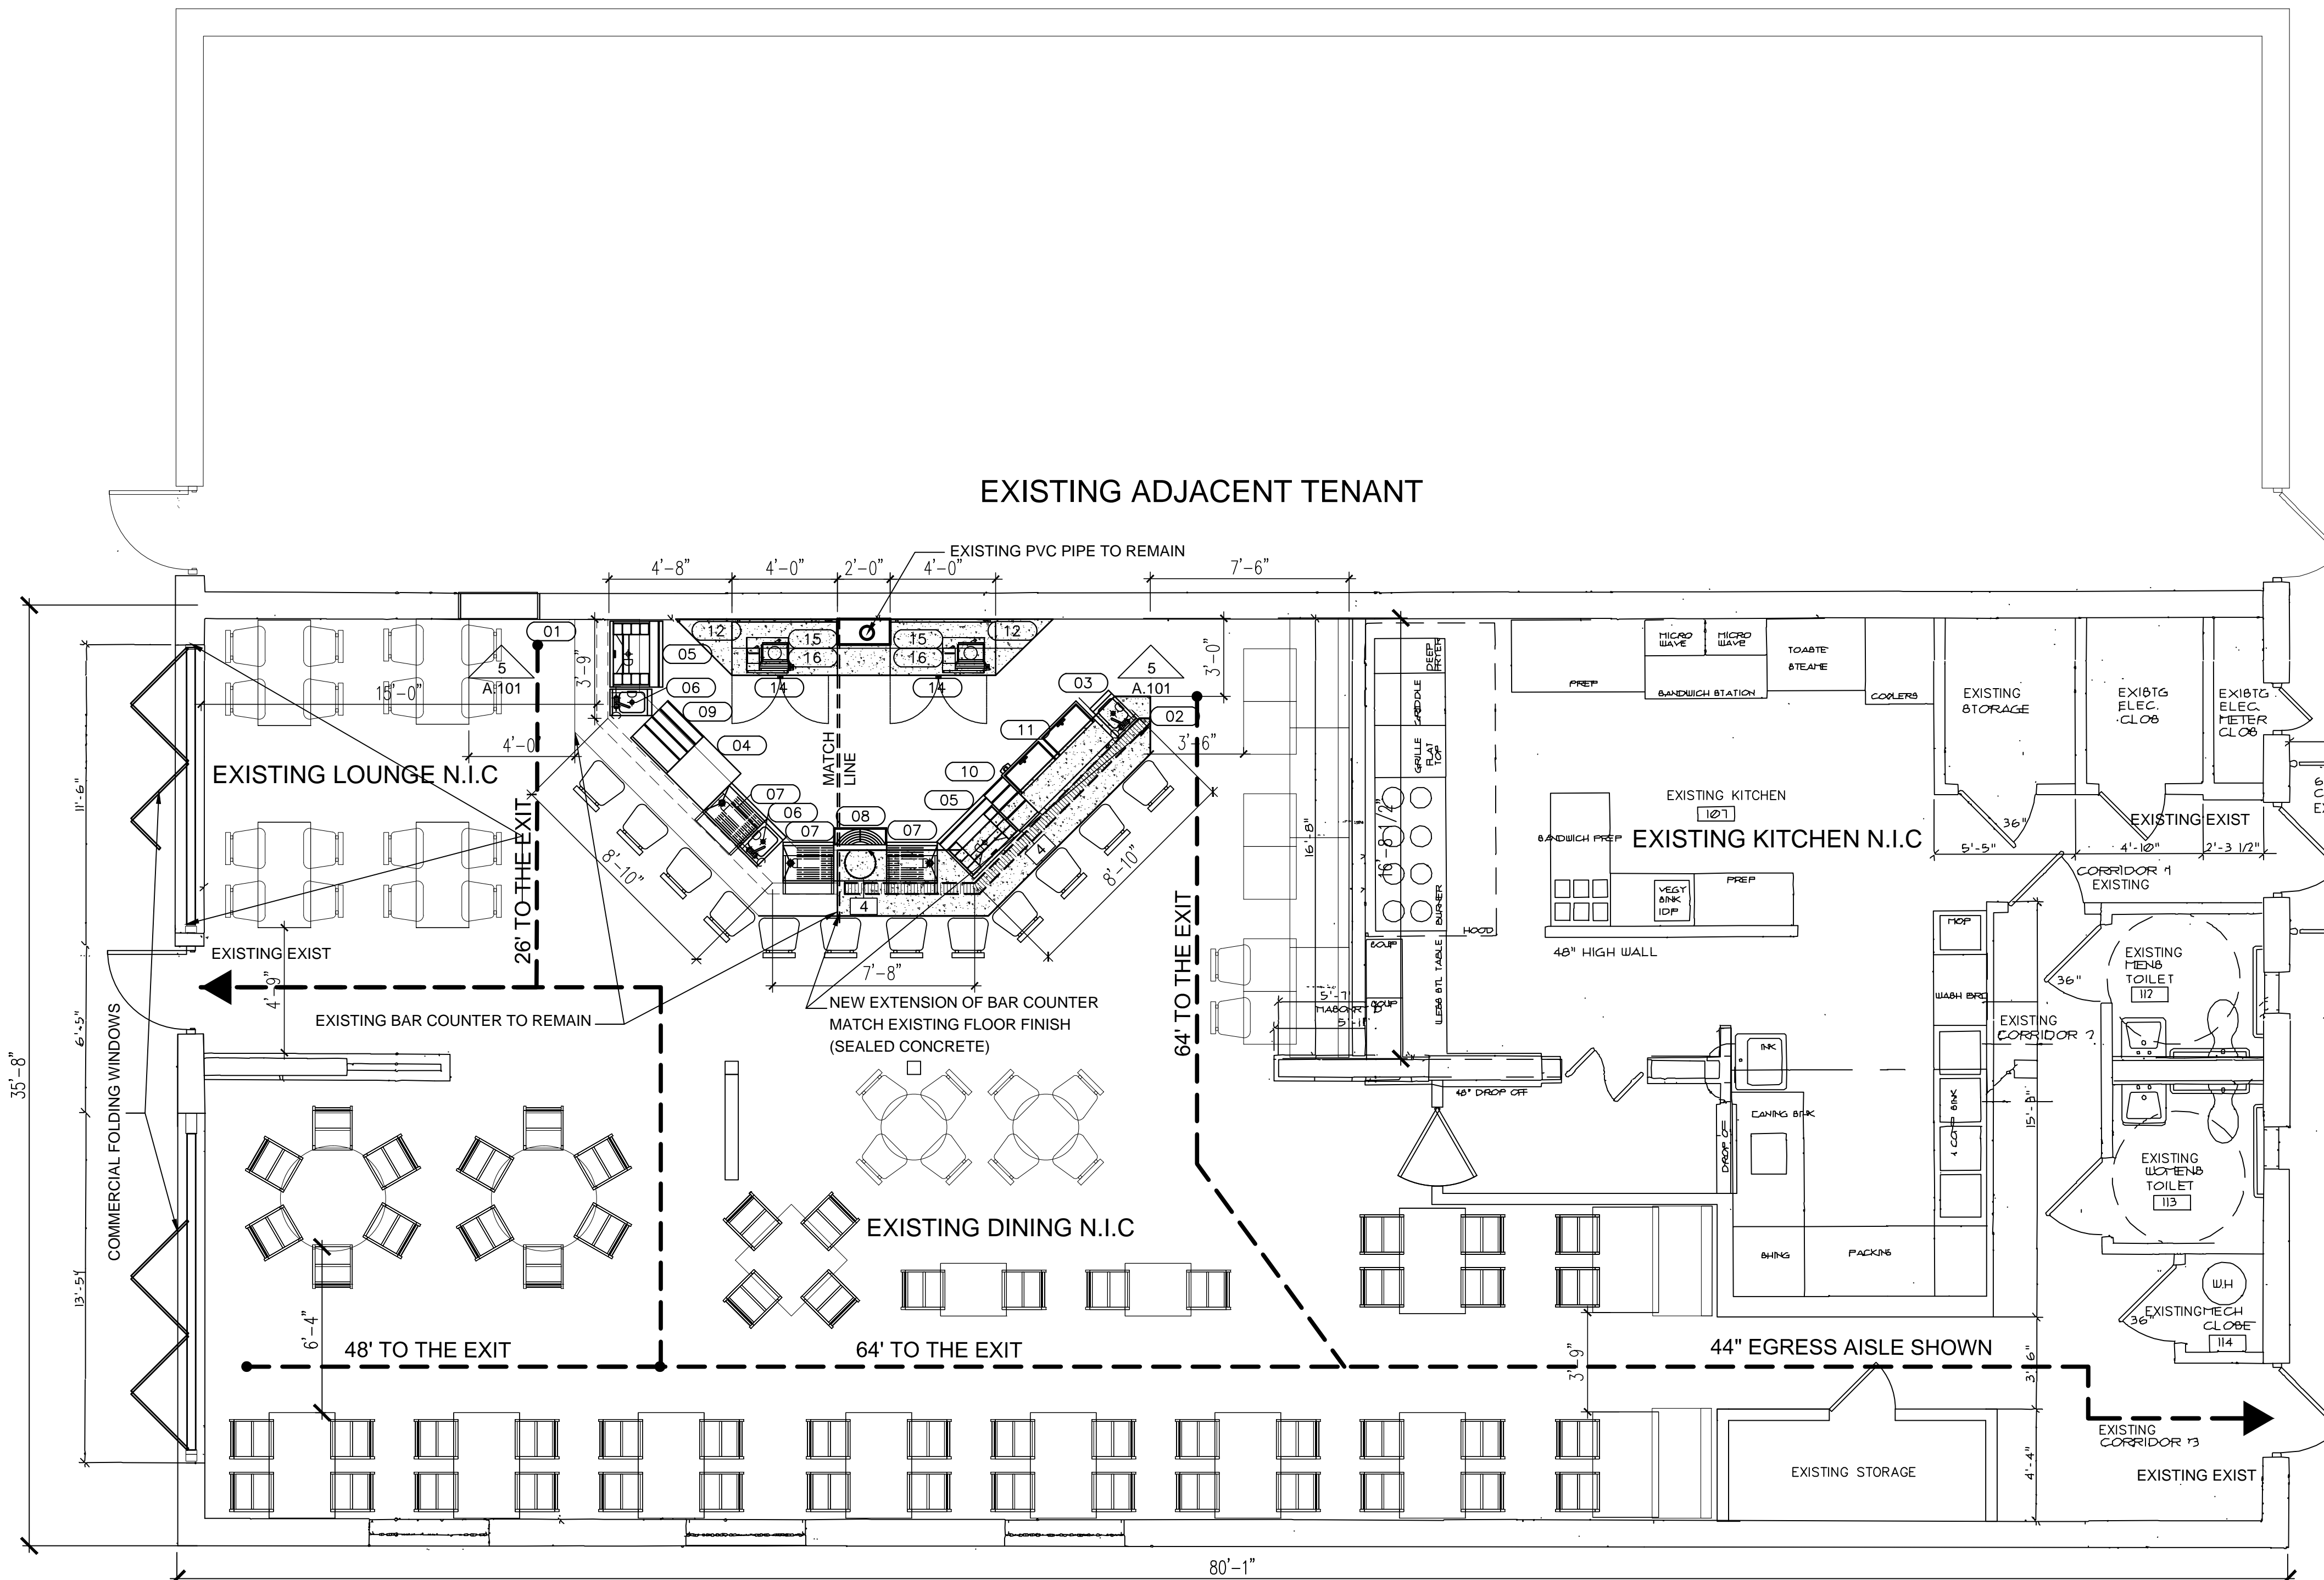 EXISTING ADJACENT TENANT
EXISTING PVC PIPE TO REMAIN
4'-8"
4'-0"
2'-0"
4'-0"
7'-6"
01
12
15
15
12
16
16
05
14
14
06
09
04
3'-9"
5
A.101
15'-0"
4'-0"
5
A.101
3'-0"
03
02
3'-6"
11
10
05
MATCH
LINE
07
06
07
08
07
4
4
8'-10"
8'-10"
7'-8"
EXISTING LOUNGE N.I.C
11'-6"
26' TO THE EXIT
64' TO THE EXIT
EXISTING EXIST
4'-9"
6'-5"
35'-8"
EXISTING BAR COUNTER TO REMAIN
NEW EXTENSION OF BAR COUNTER
MATCH EXISTING FLOOR FINISH
(SEALED CONCRETE)
COMMERCIAL FOLDING WINDOWS
EXISTING DINING N.I.C
6'-4"
48' TO THE EXIT
64' TO THE EXIT
44" EGRESS AISLE SHOWN
16'-8"
16'-8 1/2"
DEEP
FRYER
GRIDDLE
GRILLE
FLAT
TOP
BURNER
HOOD
PREP
MICRO
WAVE
MICRO
WAVE
SANDWICH STATION
COOLERS
EXISTING
STORAGE
EXISTG
ELEC.
CLOS
EXISTG
ELEC.
METER
CLOS
EXISTING KITCHEN
107
EXISTING KITCHEN N.I.C
SANDWICH PREP
VEGY
SINK
IDP
PREP
48" HIGH WALL
36"
EXISTING EXIST
5'-5"
4'-10"
2'-3 1/2"
EXISTING
MOP
EXISTING
MENS
TOILET
112
36"
EXISTING
5'-7"
5'-11"
SOUP
SOUP
48" DROP OFF
15'-8"
EXISTING
WOMENS
TOILET
113
PACKING
W.H
EXISTING MECH
36"
114
3'-9"
3'-6"
4'-4"
EXISTING
CORRIDOR
EXISTING STORAGE
EXISTING EXIST
80'-1"